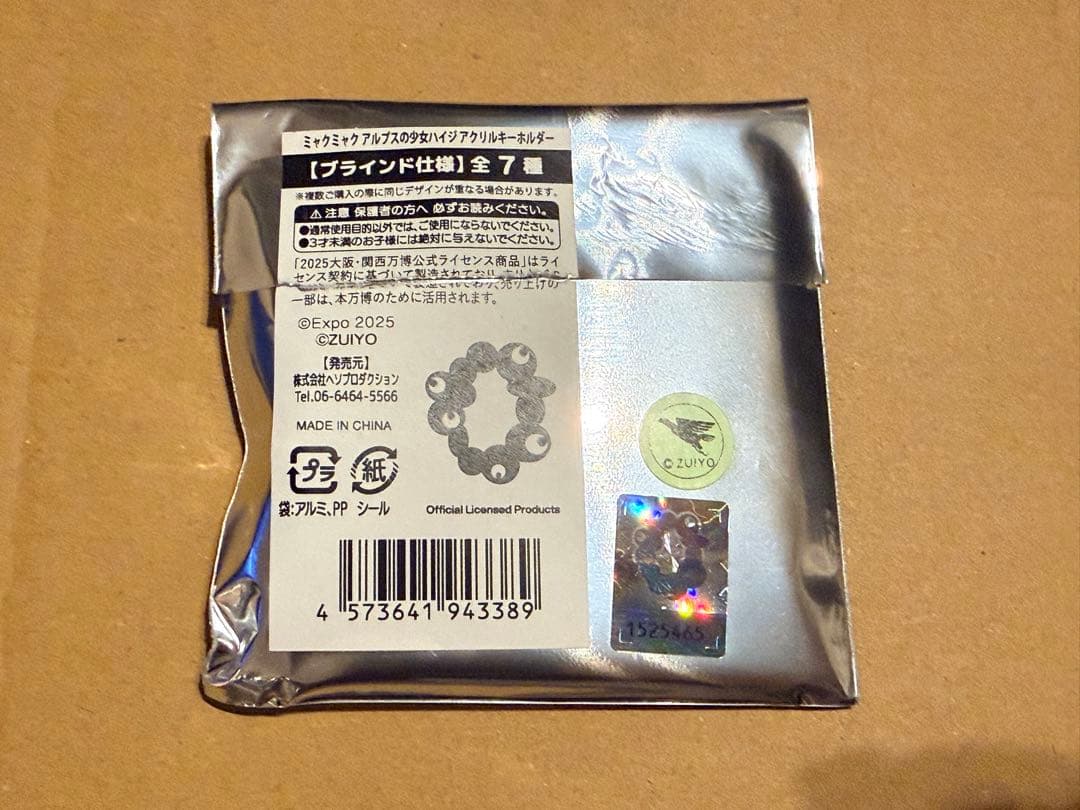 ミャクミャク アルプスの少女ハイジ アクリルキーホルダー
【ブラインド仕様】全7種
※複数ご購入の際に同じデザインが重なる場合があります。
⚠注意 保護者の方へ 必ずお読みください。
●通常使用目的以外では、ご使用にならないでください。
●3才未満のお子様には絶対に与えないでください。
「2025大阪・関西万博公式ライセンス商品」はライ
センス契約に基づいて製造されており、売り上げの
一部は、本万博のために活用されます。
©Expo 2025
©ZUIYO
【発売元】
株式会社ヘソプロダクション
Tel.06-6464-5566
MADE IN CHINA
プラ 紙
袋:アルミ、PP シール
Official Licensed Products
4 573641 943389
© ZUIYO
1525465